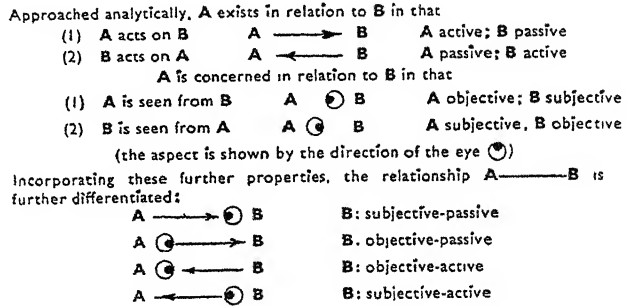 Approached analytically, A exists in relation to B in that
(1) A acts on B A B A active; B passive
(2) B acts on A A B A passive; B active
A is concerned in relation to B in that
(1) A is seen from B A B A objective; B subjective
(2) B is seen from A A B A subjective, B objective
(the aspect is shown by the direction of the eye )
Incorporating these further properties, the relationship A———B is
further differentiated:
A B B: subjective-passive
A B B. objective-passive
A B B: objective-active
A B B: subjective-active